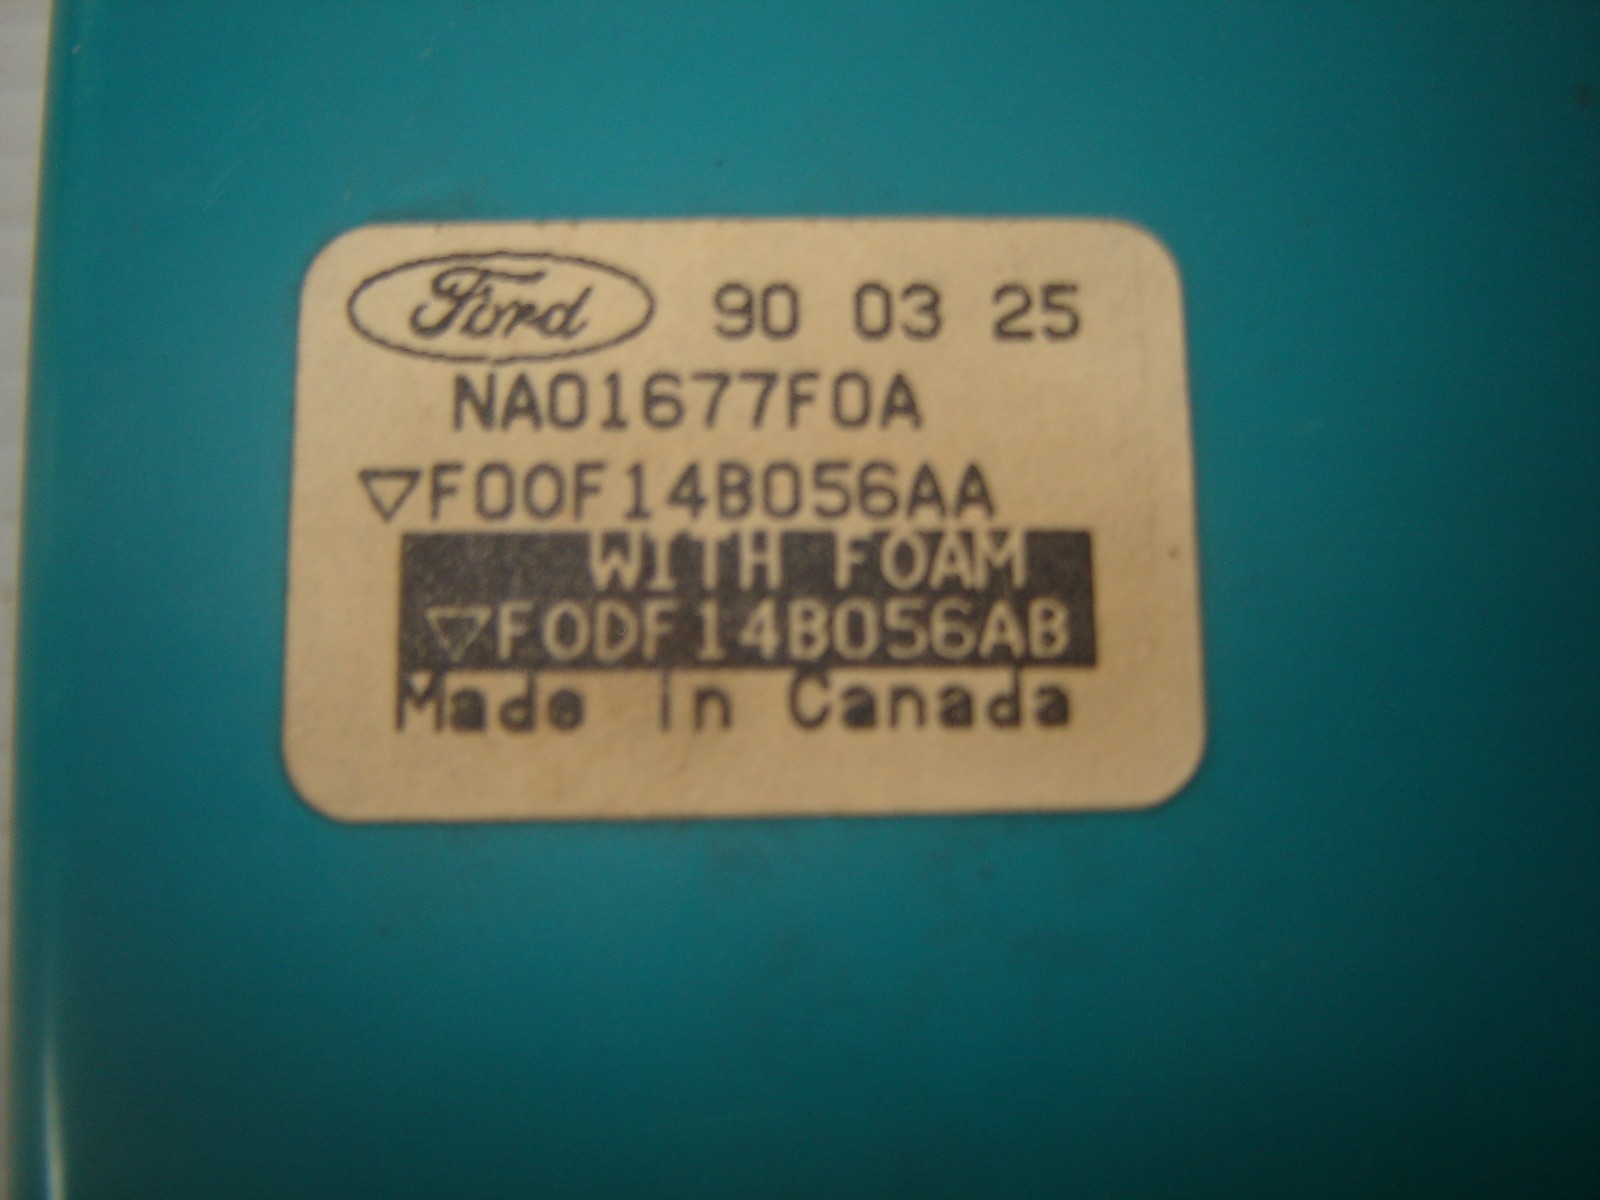 Ford 90 03 25
NA01677F0A
▽F00F14B056AA
WITH FOAM
▽F0DF14B056AB
Made in Canada